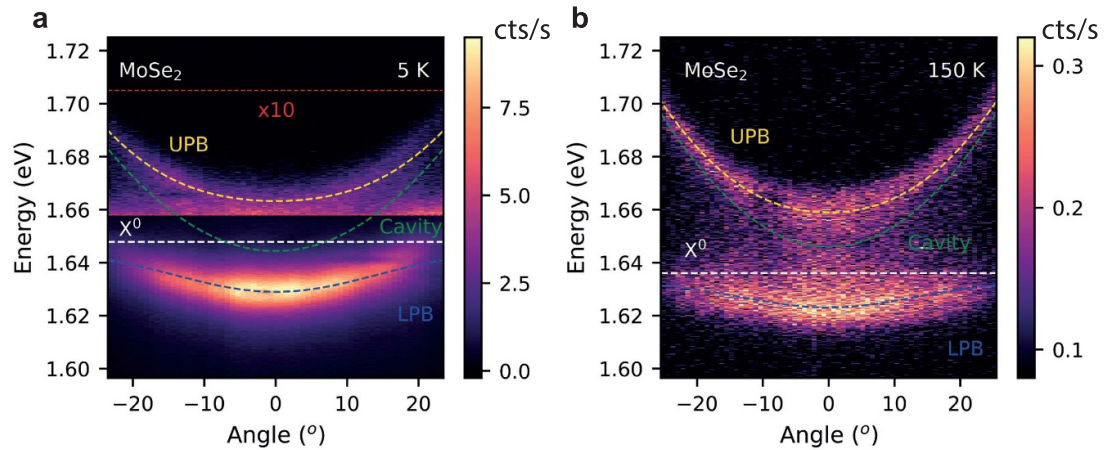 a
cts/s
MoSe₂
5 K
x10
UPB
X⁰
Cavity
LPB
1.72
1.70
1.68
1.66
1.64
1.62
1.60
Energy (eV)
−20
−10
0
10
20
Angle (°)
7.5
5.0
2.5
0.0
b
cts/s
MoSe₂
150 K
UPB
X⁰
Cavity
LPB
1.72
1.70
1.68
1.66
1.64
1.62
1.60
Energy (eV)
−20
−10
0
10
20
Angle (°)
0.3
0.2
0.1